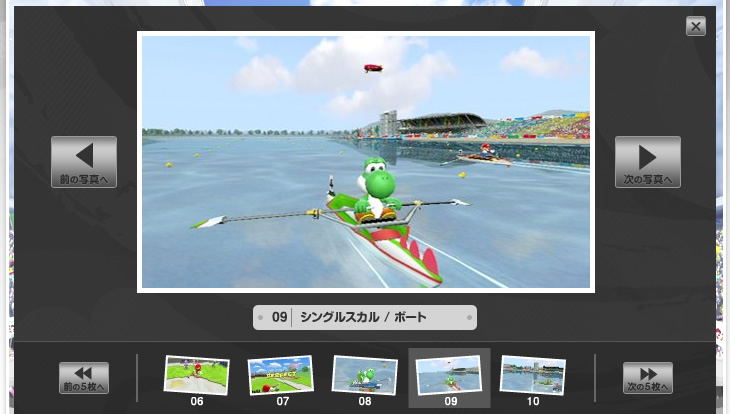 前の写真へ
次の写真へ
09 シングルスカル / ボート
前の5枚へ
06
07
08
09
10
次の5枚へ